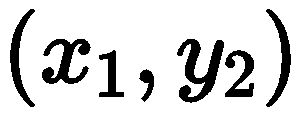 (x₁, y₂)